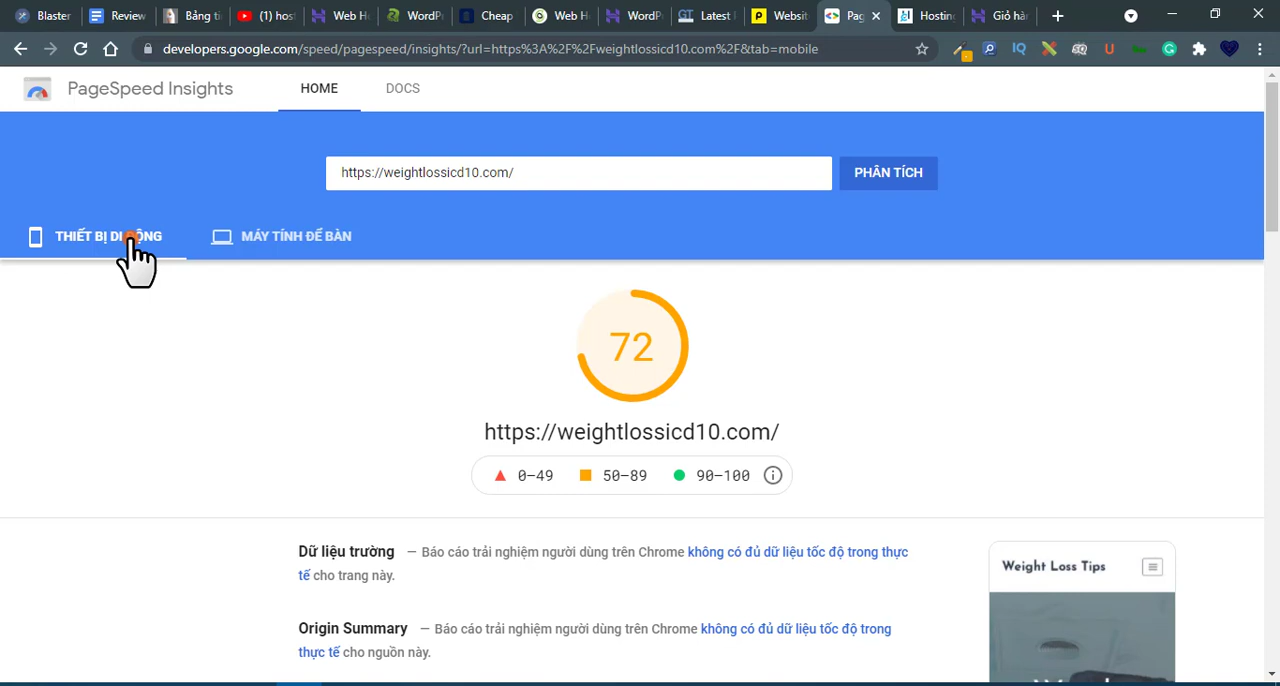 Blaster
Review
Bảng ti
(1) hos
Web Ho
WordPr
Cheap
Web H
WordPr
GT Latest
Websit
Pag
Hosting
Giỏ hà
developers.google.com/speed/pagespeed/insights/?url=https%3A%2F%2Fweightlossicd10.com%2F&tab=mobile
PageSpeed Insights
HOME
DOCS
https://weightlossicd10.com/
PHÂN TÍCH
THIẾT BỊ DI ĐỘNG
MÁY TÍNH ĐỂ BÀN
72
https://weightlossicd10.com/
0–49
50–89
90–100
Dữ liệu trường — Báo cáo trải nghiệm người dùng trên Chrome không có đủ dữ liệu tốc độ trong thực
tế cho trang này.
Origin Summary — Báo cáo trải nghiệm người dùng trên Chrome không có đủ dữ liệu tốc độ trong
thực tế cho nguồn này.
Weight Loss Tips